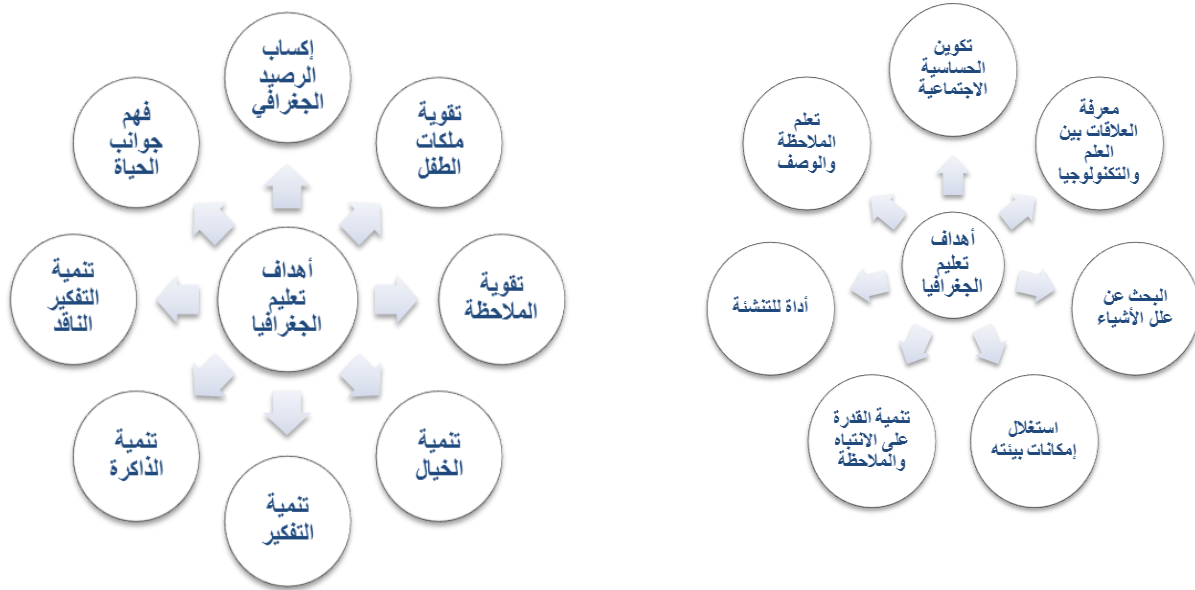 تكوين
الحساسية
الاجتماعية
معرفة
العلاقات بين
العلم
والتكنولوجيا
البحث عن
علل الأشياء
استغلال
إمكانات بيئته
تنمية القدرة
على الانتباه
والملاحظة
أداة للتنشئة
تعلم
الملاحظة
والوصف
أهداف
تعليم
الجغرافيا
إكساب
الرصيد
الجغرافي
تقوية
ملكات
الطفل
تقوية
الملاحظة
تنمية
الخيال
تنمية
التفكير
تنمية
الذاكرة
تنمية
التفكير
الناقد
فهم
جوانب
الحياة
أهداف
تعليم
الجغرافيا